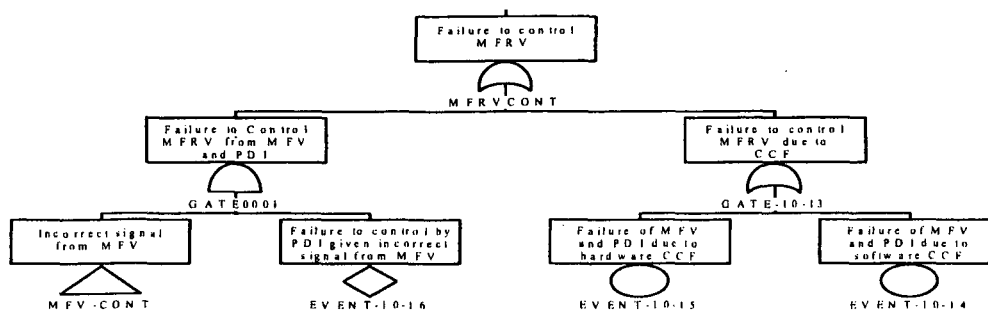 Failure to control
MFRV
MFRVCONT
Failure to Control
MFRV from MFV
and PDI
Failure to control
MFRV due to
CCF
GATE0001
GATE-10-13
Incorrect signal
from MFV
Failure to control by
PDI given incorrect
signal from MFV
Failure of MFV
and PDI due to
hardware CCF
Failure of MFV
and PDI due to
software CCF
MFV-CONT
EVENT-10-16
EVENT-10-15
EVENT-10-14